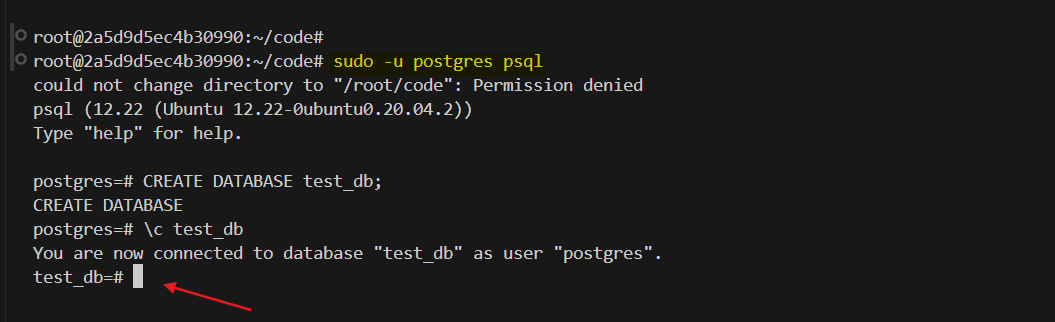 root@2a5d9d5ec4b30990:~/code#
root@2a5d9d5ec4b30990:~/code# sudo -u postgres psql
could not change directory to "/root/code": Permission denied
psql (12.22 (Ubuntu 12.22-0ubuntu0.20.04.2))
Type "help" for help.
postgres=# CREATE DATABASE test_db;
CREATE DATABASE
postgres=# \c test_db
You are now connected to database "test_db" as user "postgres".
test_db=#